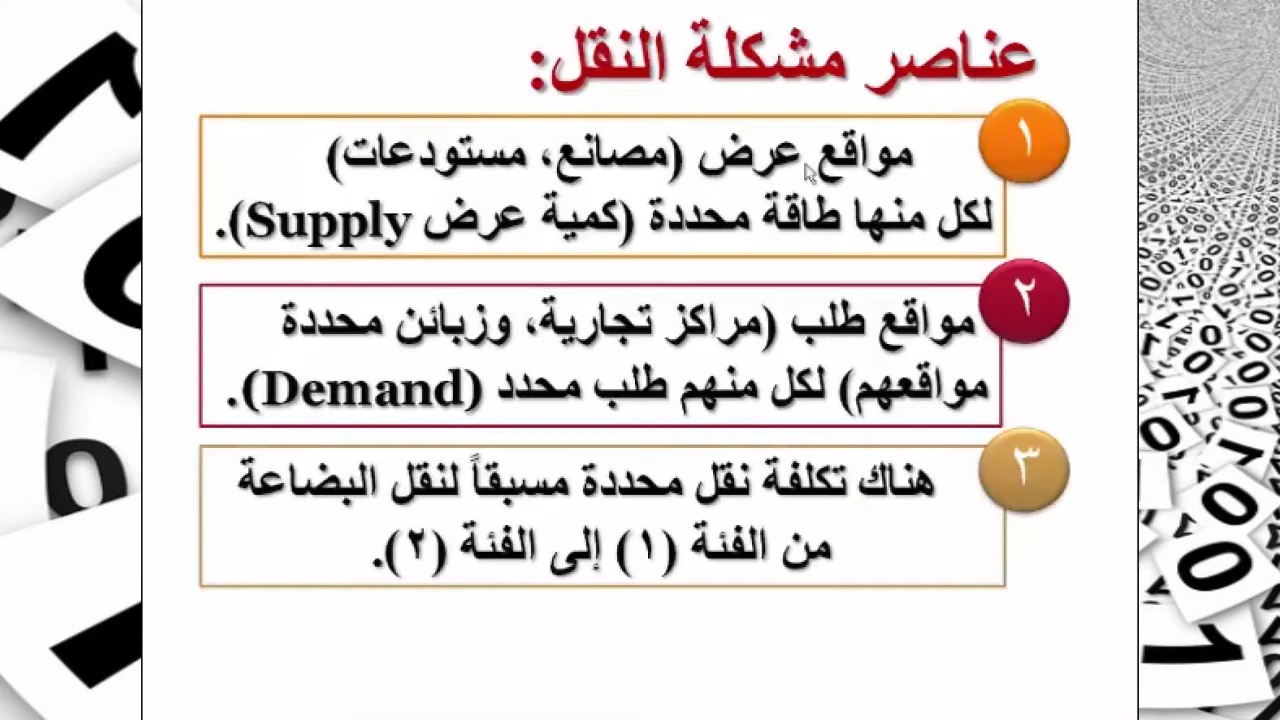 عناصر مشكلة النقل:
١
مواقع عرض (مصانع، مستودعات)
لكل منها طاقة محددة (كمية عرض Supply).
٢
مواقع طلب (مراكز تجارية، وزبائن محددة
مواقعهم) لكل منهم طلب محدد (Demand).
٣
هناك تكلفة نقل محددة مسبقاً لنقل البضاعة
من الفئة (١) إلى الفئة (٢).